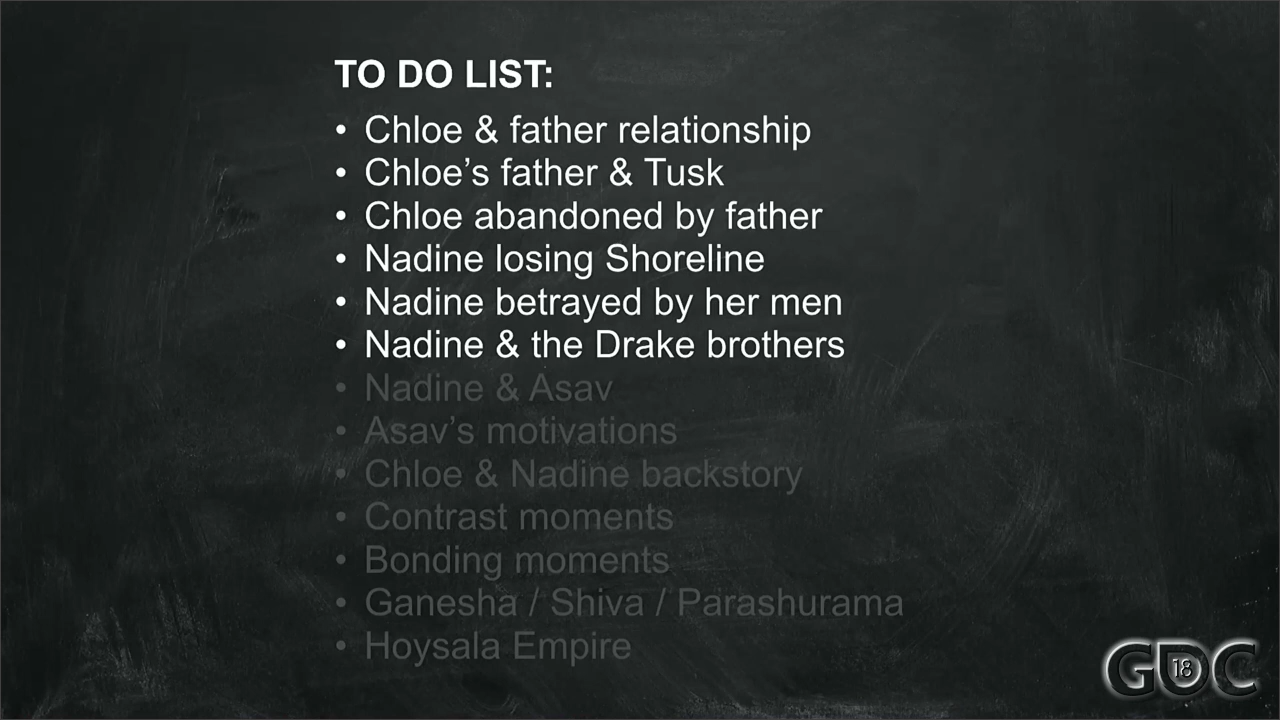 TO DO LIST:
• Chloe & father relationship
• Chloe’s father & Tusk
• Chloe abandoned by father
• Nadine losing Shoreline
• Nadine betrayed by her men
• Nadine & the Drake brothers
• Nadine & Asav
• Asav’s motivations
• Chloe & Nadine backstory
• Contrast moments
• Bonding moments
• Ganesha / Shiva / Parashurama
• Hoysala Empire
GDC 18